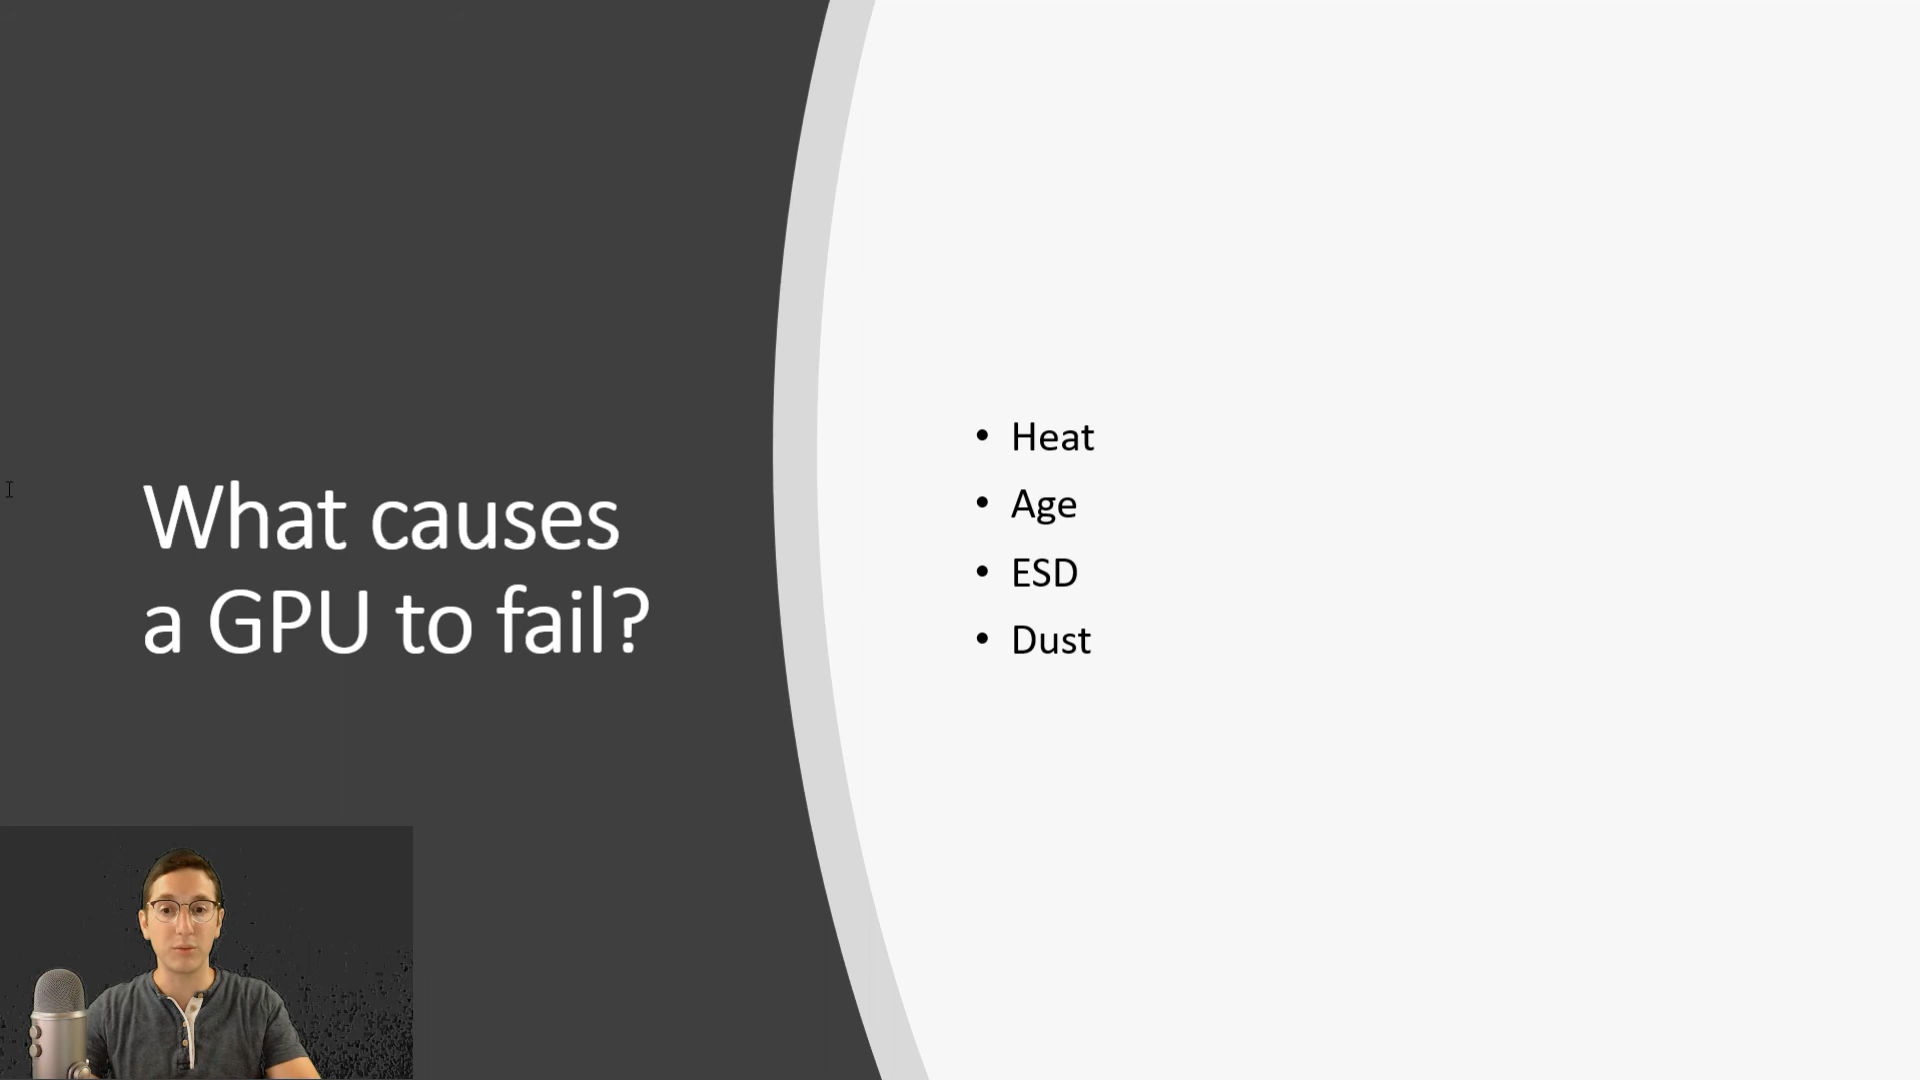 What causes
a GPU to fail?
• Heat
• Age
• ESD
• Dust